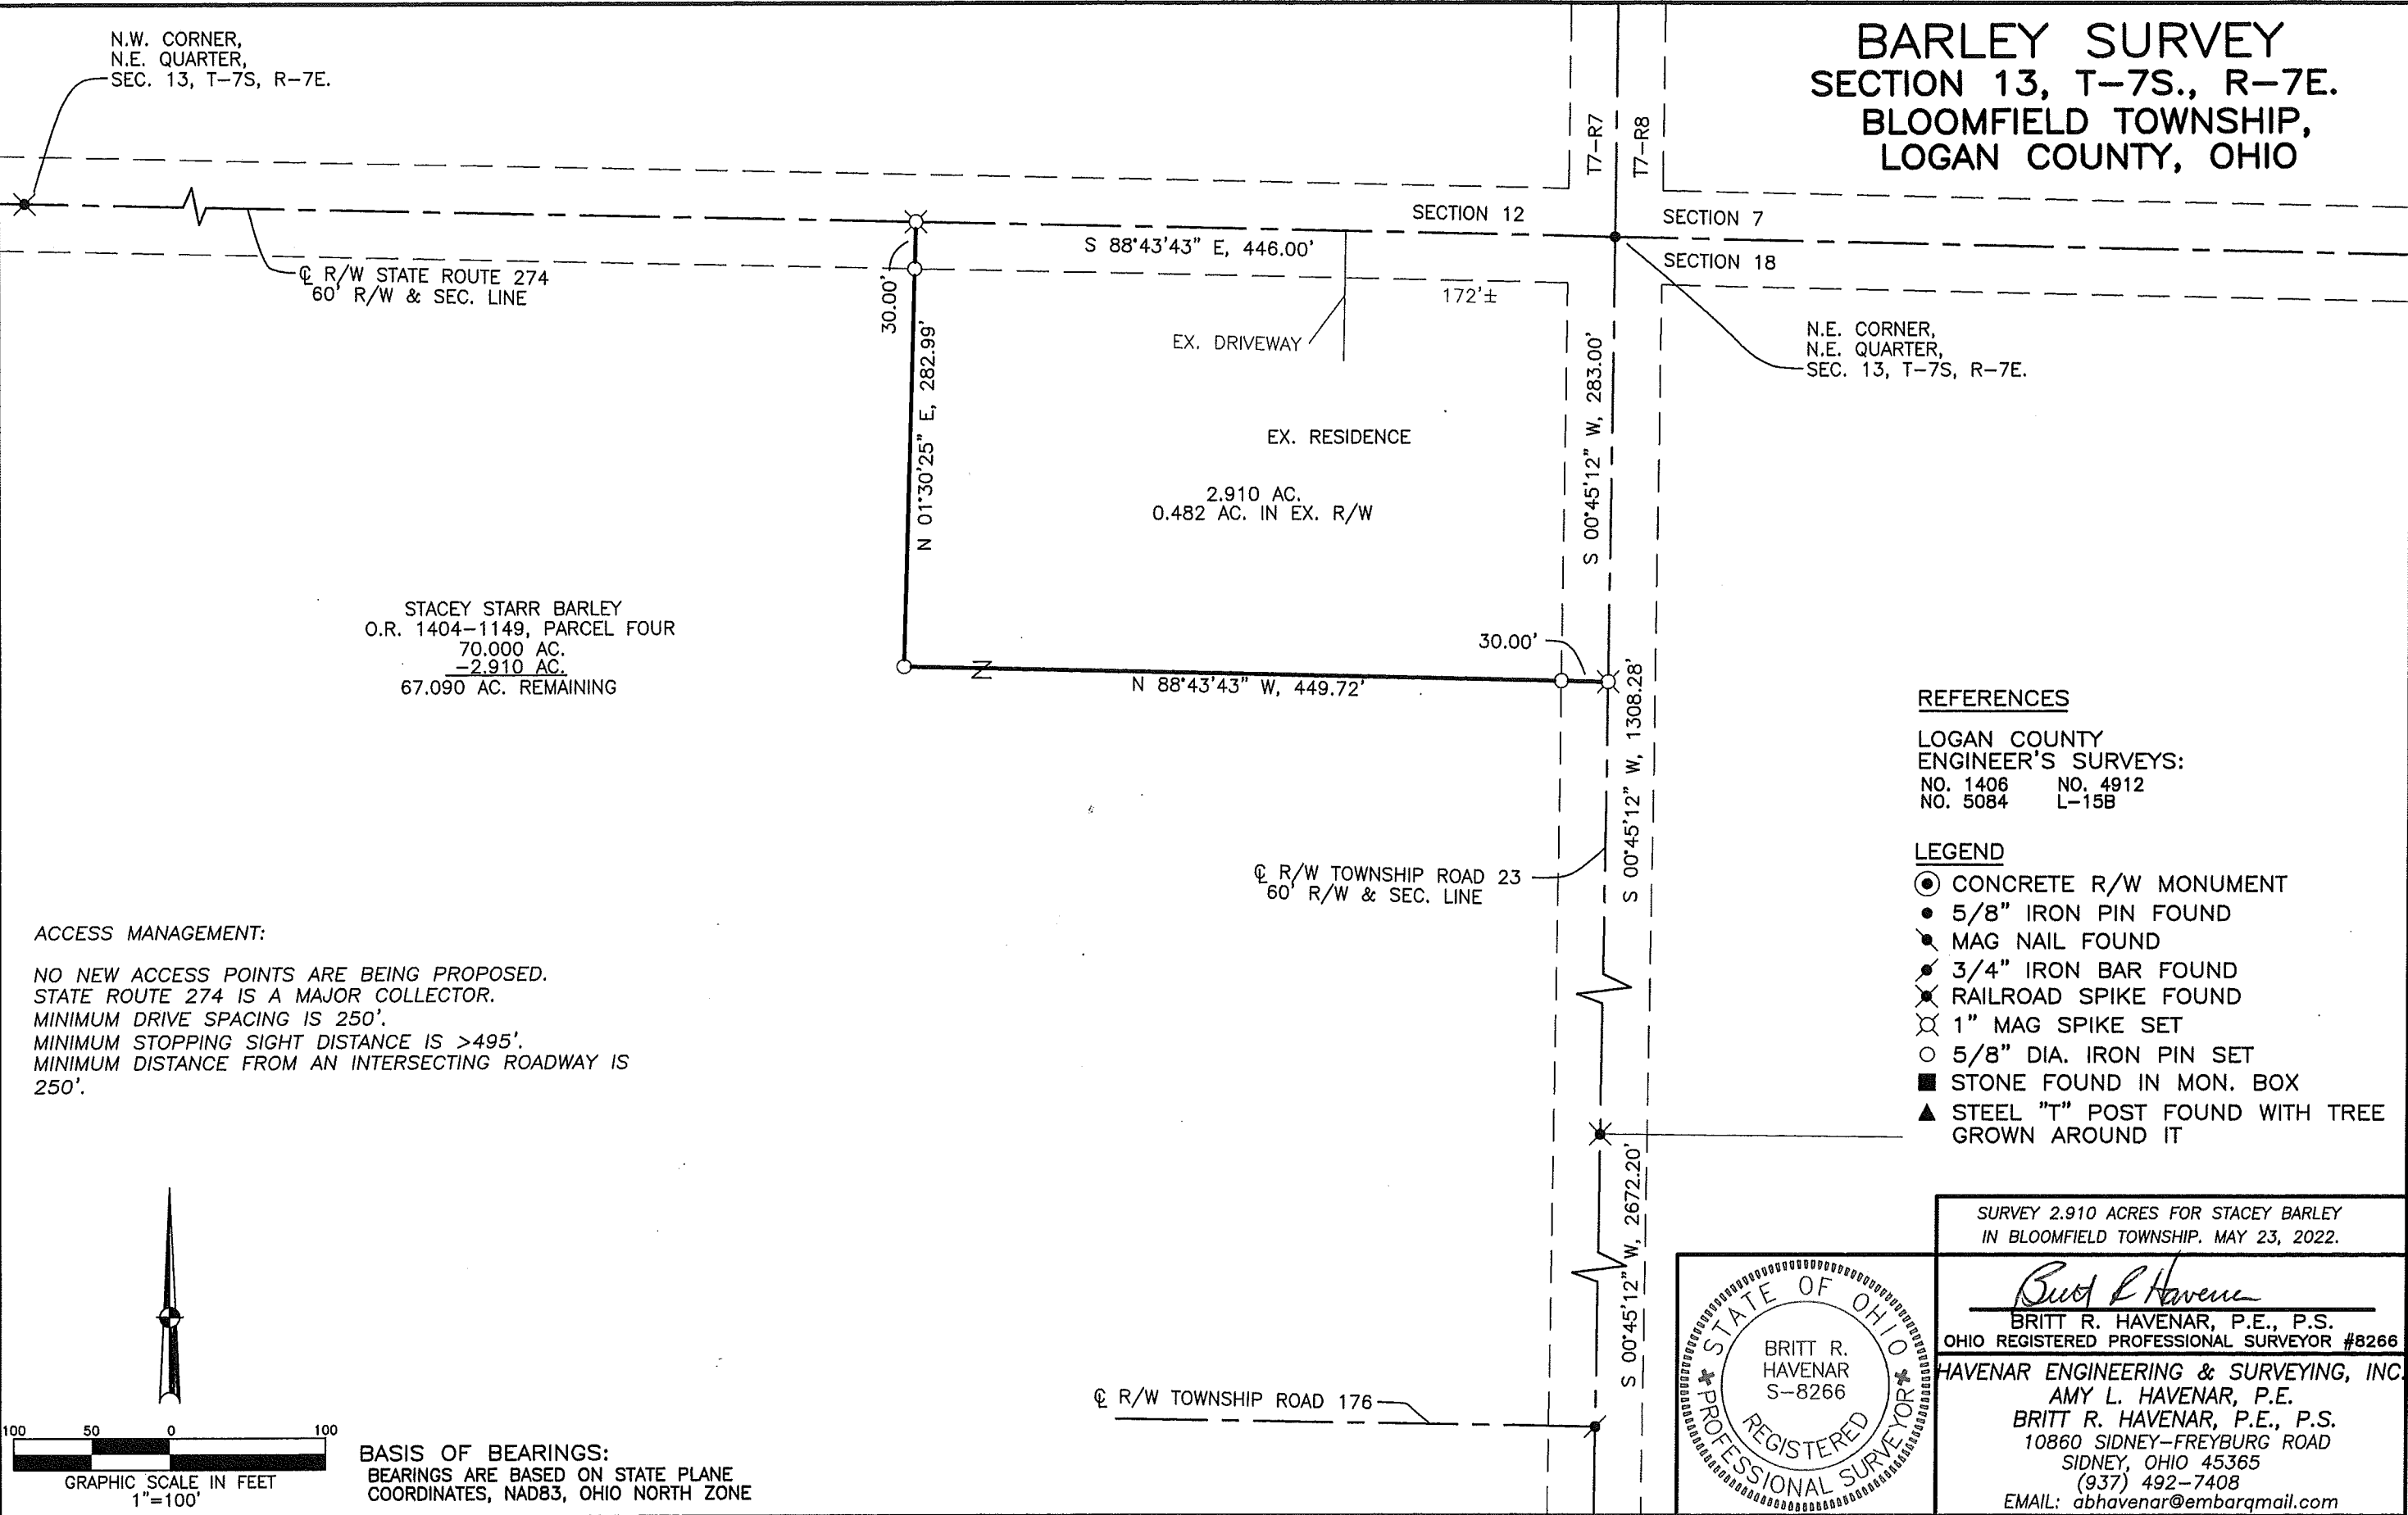 BARLEY SURVEY
SECTION 13, T-7S., R-7E.
BLOOMFIELD TOWNSHIP,
LOGAN COUNTY, OHIO
N.W. CORNER,
N.E. QUARTER,
SEC. 13, T-7S, R-7E.
T7-R7
T7-R8
SECTION 12
SECTION 7
SECTION 18
S 88°43'43" E, 446.00'
℄ R/W STATE ROUTE 274
60' R/W & SEC. LINE
30.00'
172'±
EX. DRIVEWAY
N.E. CORNER,
N.E. QUARTER,
SEC. 13, T-7S, R-7E.
N 01°30'25" E, 282.99'
S 00°45'12" W, 283.00'
EX. RESIDENCE
2.910 AC.
0.482 AC. IN EX. R/W
STACEY STARR BARLEY
O.R. 1404-1149, PARCEL FOUR
70.000 AC.
-2.910 AC.
67.090 AC. REMAINING
30.00'
N 88°43'43" W, 449.72'
S 00°45'12" W, 1308.28'
℄ R/W TOWNSHIP ROAD 23
60' R/W & SEC. LINE
REFERENCES
LOGAN COUNTY
ENGINEER'S SURVEYS:
NO. 1406 NO. 4912
NO. 5084 L-15B
LEGEND
CONCRETE R/W MONUMENT
5/8" IRON PIN FOUND
MAG NAIL FOUND
3/4" IRON BAR FOUND
RAILROAD SPIKE FOUND
1" MAG SPIKE SET
5/8" DIA. IRON PIN SET
STONE FOUND IN MON. BOX
STEEL "T" POST FOUND WITH TREE
GROWN AROUND IT
ACCESS MANAGEMENT:
NO NEW ACCESS POINTS ARE BEING PROPOSED.
STATE ROUTE 274 IS A MAJOR COLLECTOR.
MINIMUM DRIVE SPACING IS 250'.
MINIMUM STOPPING SIGHT DISTANCE IS >495'.
MINIMUM DISTANCE FROM AN INTERSECTING ROADWAY IS
250'.
S 00°45'12" W, 2672.20'
℄ R/W TOWNSHIP ROAD 176
100 50 0 100
GRAPHIC SCALE IN FEET
1"=100'
BASIS OF BEARINGS:
BEARINGS ARE BASED ON STATE PLANE
COORDINATES, NAD83, OHIO NORTH ZONE
STATE OF OHIO
BRITT R.
HAVENAR
S-8266
REGISTERED
PROFESSIONAL SURVEYOR
SURVEY 2.910 ACRES FOR STACEY BARLEY
IN BLOOMFIELD TOWNSHIP. MAY 23, 2022.
BRITT R. HAVENAR, P.E., P.S.
OHIO REGISTERED PROFESSIONAL SURVEYOR #8266
HAVENAR ENGINEERING & SURVEYING, INC.
AMY L. HAVENAR, P.E.
BRITT R. HAVENAR, P.E., P.S.
10860 SIDNEY-FREYBURG ROAD
SIDNEY, OHIO 45365
(937) 492-7408
EMAIL: abhavenar@embarqmail.com